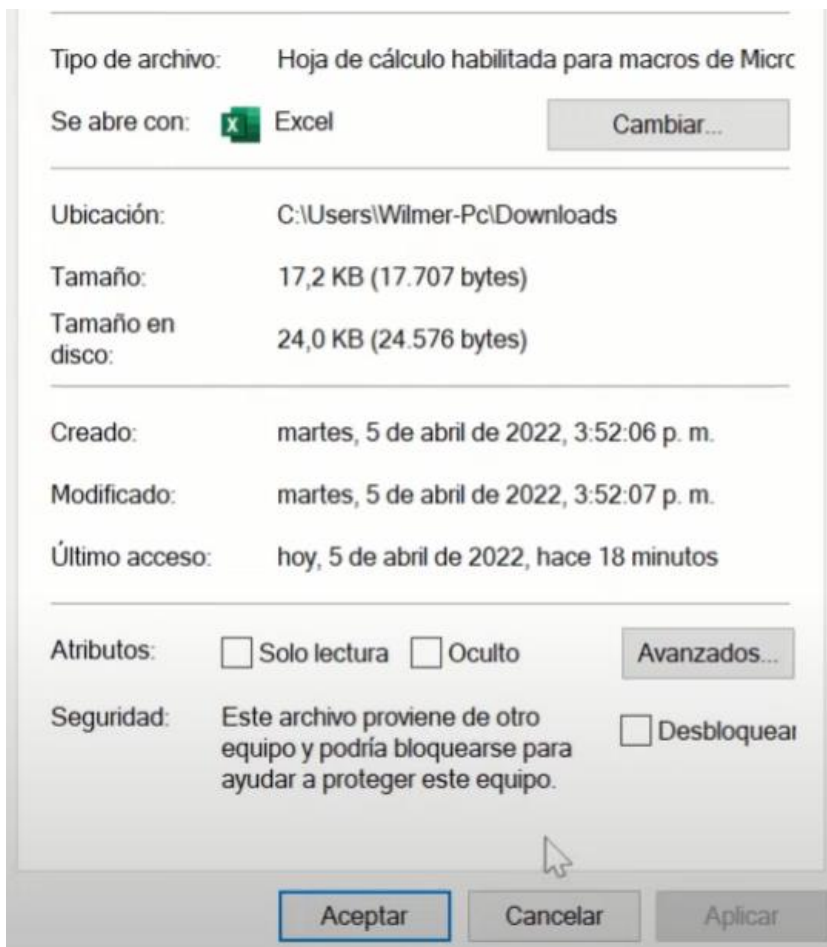 Tipo de archivo: Hoja de cálculo habilitada para macros de Micro
Se abre con: Excel Cambiar...
Ubicación: C:\Users\Wilmer-Pc\Downloads
Tamaño: 17,2 KB (17.707 bytes)
Tamaño en
disco: 24,0 KB (24.576 bytes)
Creado: martes, 5 de abril de 2022, 3:52:06 p. m.
Modificado: martes, 5 de abril de 2022, 3:52:07 p. m.
Último acceso: hoy, 5 de abril de 2022, hace 18 minutos
Atributos: Solo lectura Oculto Avanzados...
Seguridad: Este archivo proviene de otro
equipo y podría bloquearse para
ayudar a proteger este equipo.
Desbloquear
Aceptar Cancelar Aplicar